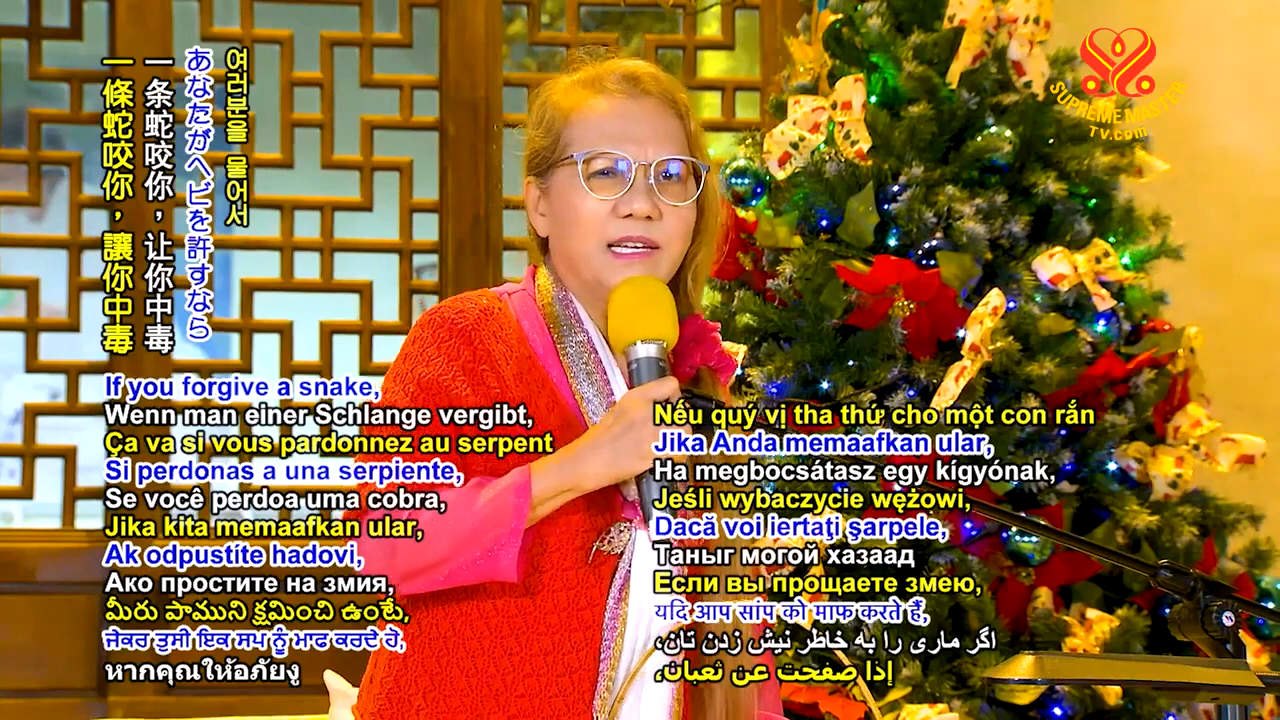 여러분을 물어서
あなたがヘビを許すなら
一条蛇咬你，让你中毒
一條蛇咬你，讓你中毒
SUPREME MASTER
TV.com
If you forgive a snake,
Wenn man einer Schlange vergibt,
Ça va si vous pardonnez au serpent
Si perdonas a una serpiente,
Se você perdoa uma cobra,
Jika kita memaafkan ular,
Ak odpustíte hadovi,
Ако простите на змия,
మీరు పాముని క్షమించి ఉంటే,
ਜੇਕਰ ਤੁਸੀ ਇਕ ਸਪ ਨੂੰ ਮਾਫ ਕਰਦੇ ਹੋ,
หากคุณให้อภัยงู
Nếu quý vị tha thứ cho một con rắn
Jika Anda memaafkan ular,
Ha megbocsátasz egy kígyónak,
Jeśli wybaczycie wężowi,
Dacă voi iertaţi şarpele,
Таныг могой хазаад
Если вы прощаете змею,
यदि आप सांप को माफ करते हैं,
اگر ماری را به خاطر نیش زدن تان،
إذا صفحت عن ثعبان،